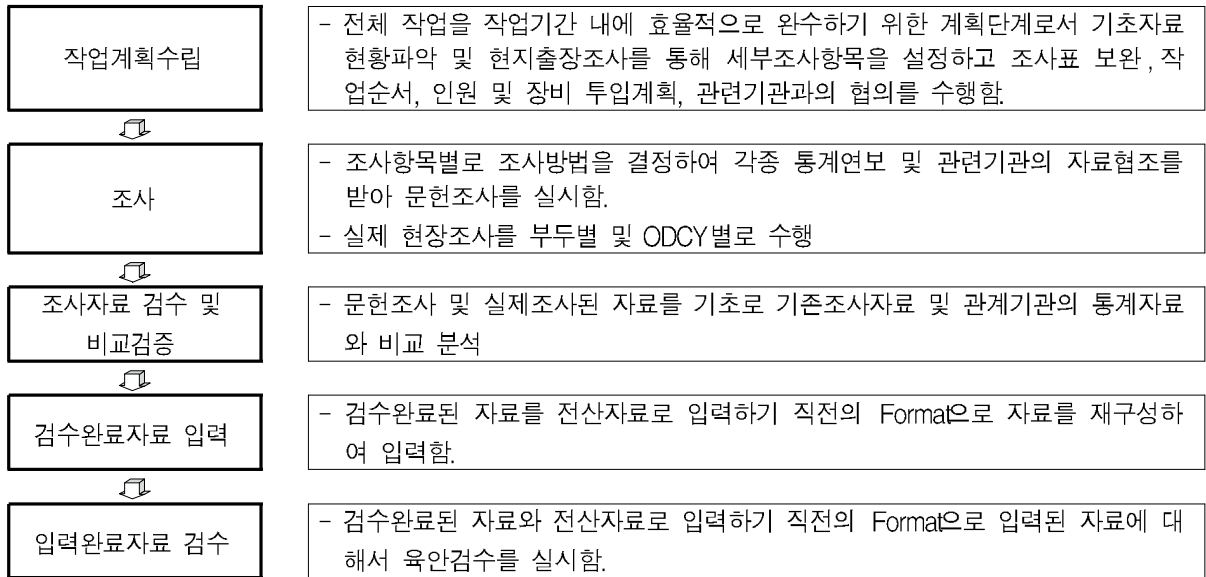 작업계획수립
- 전체 작업을 작업기간 내에 효율적으로 완수하기 위한 계획단계로서 기초자료
현황파악 및 현지출장조사를 통해 세부조사항목을 설정하고 조사표 보완, 작
업순서, 인원 및 장비 투입계획, 관련기관과의 협의를 수행함.
조사
- 조사항목별로 조사방법을 결정하여 각종 통계연보 및 관련기관의 자료협조를
받아 문헌조사를 실시함.
- 실제 현장조사를 부두별 및 ODCY별로 수행
조사자료 검수 및
비교검증
- 문헌조사 및 실제조사된 자료를 기초로 기존조사자료 및 관계기관의 통계자료
와 비교 분석
검수완료자료 입력
- 검수완료된 자료를 전산자료로 입력하기 직전의 Format으로 자료를 재구성하
여 입력함.
입력완료자료 검수
- 검수완료된 자료와 전산자료로 입력하기 직전의 Format으로 입력된 자료에 대
해서 육안검수를 실시함.